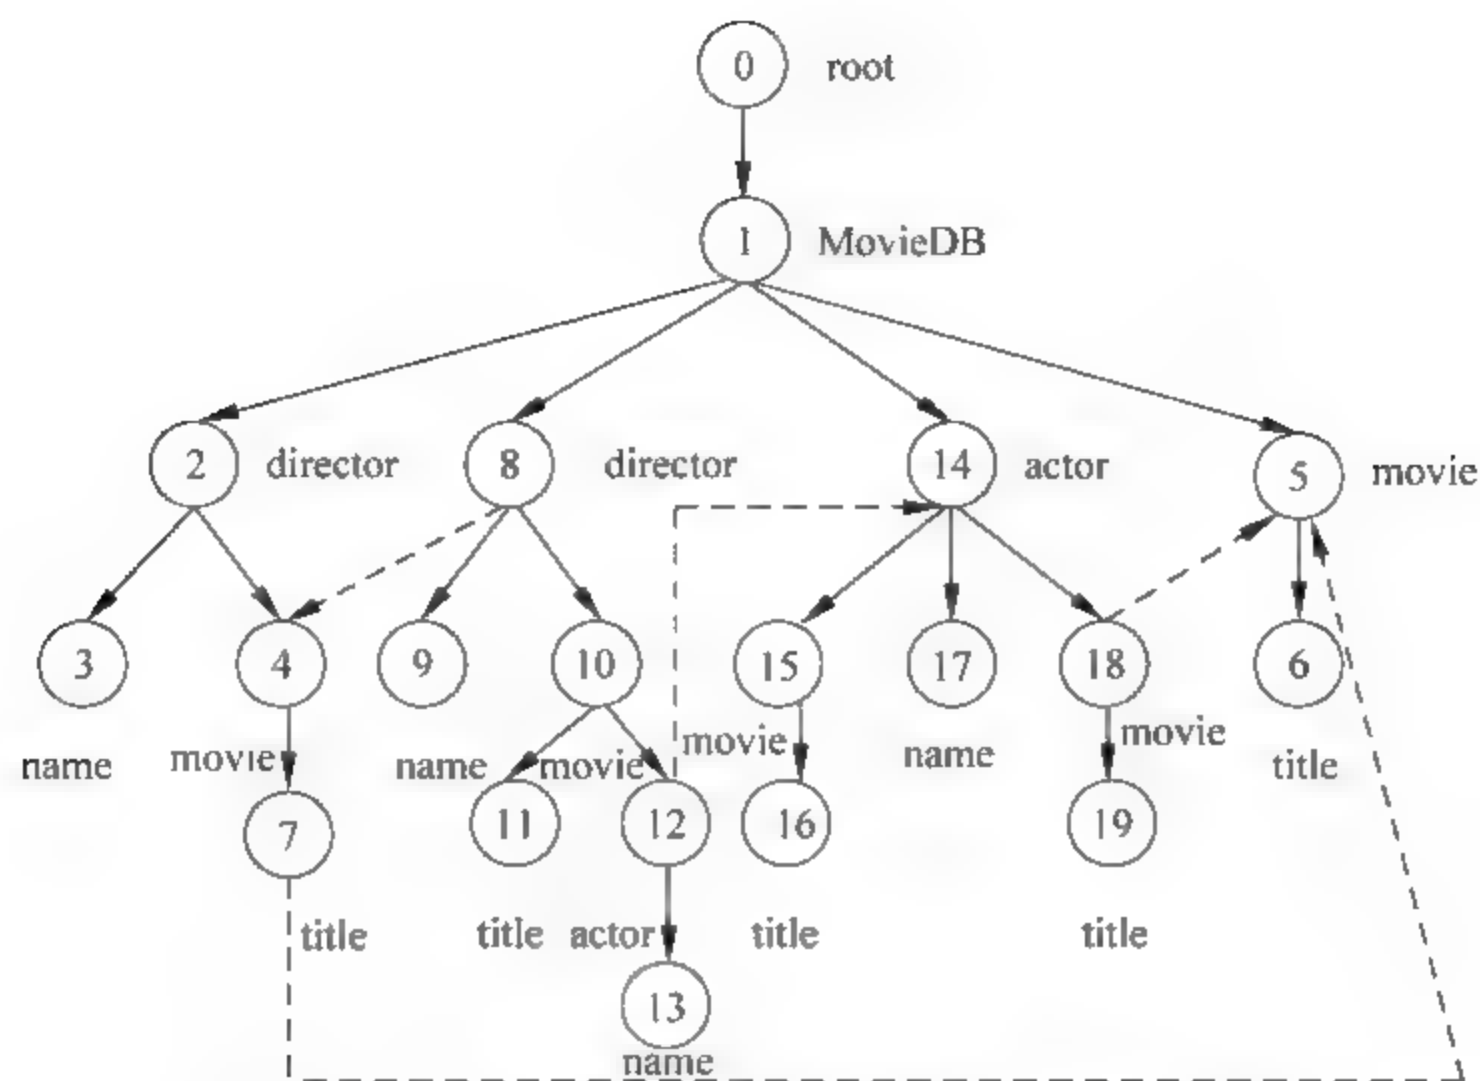 0 root
1 MovieDB
2 director 8 director 14 actor 5 movie
3 4 9 10 15 17 18 6
name movie name movie movie name movie title
7 11 12 16 19
title title actor title title
13
name